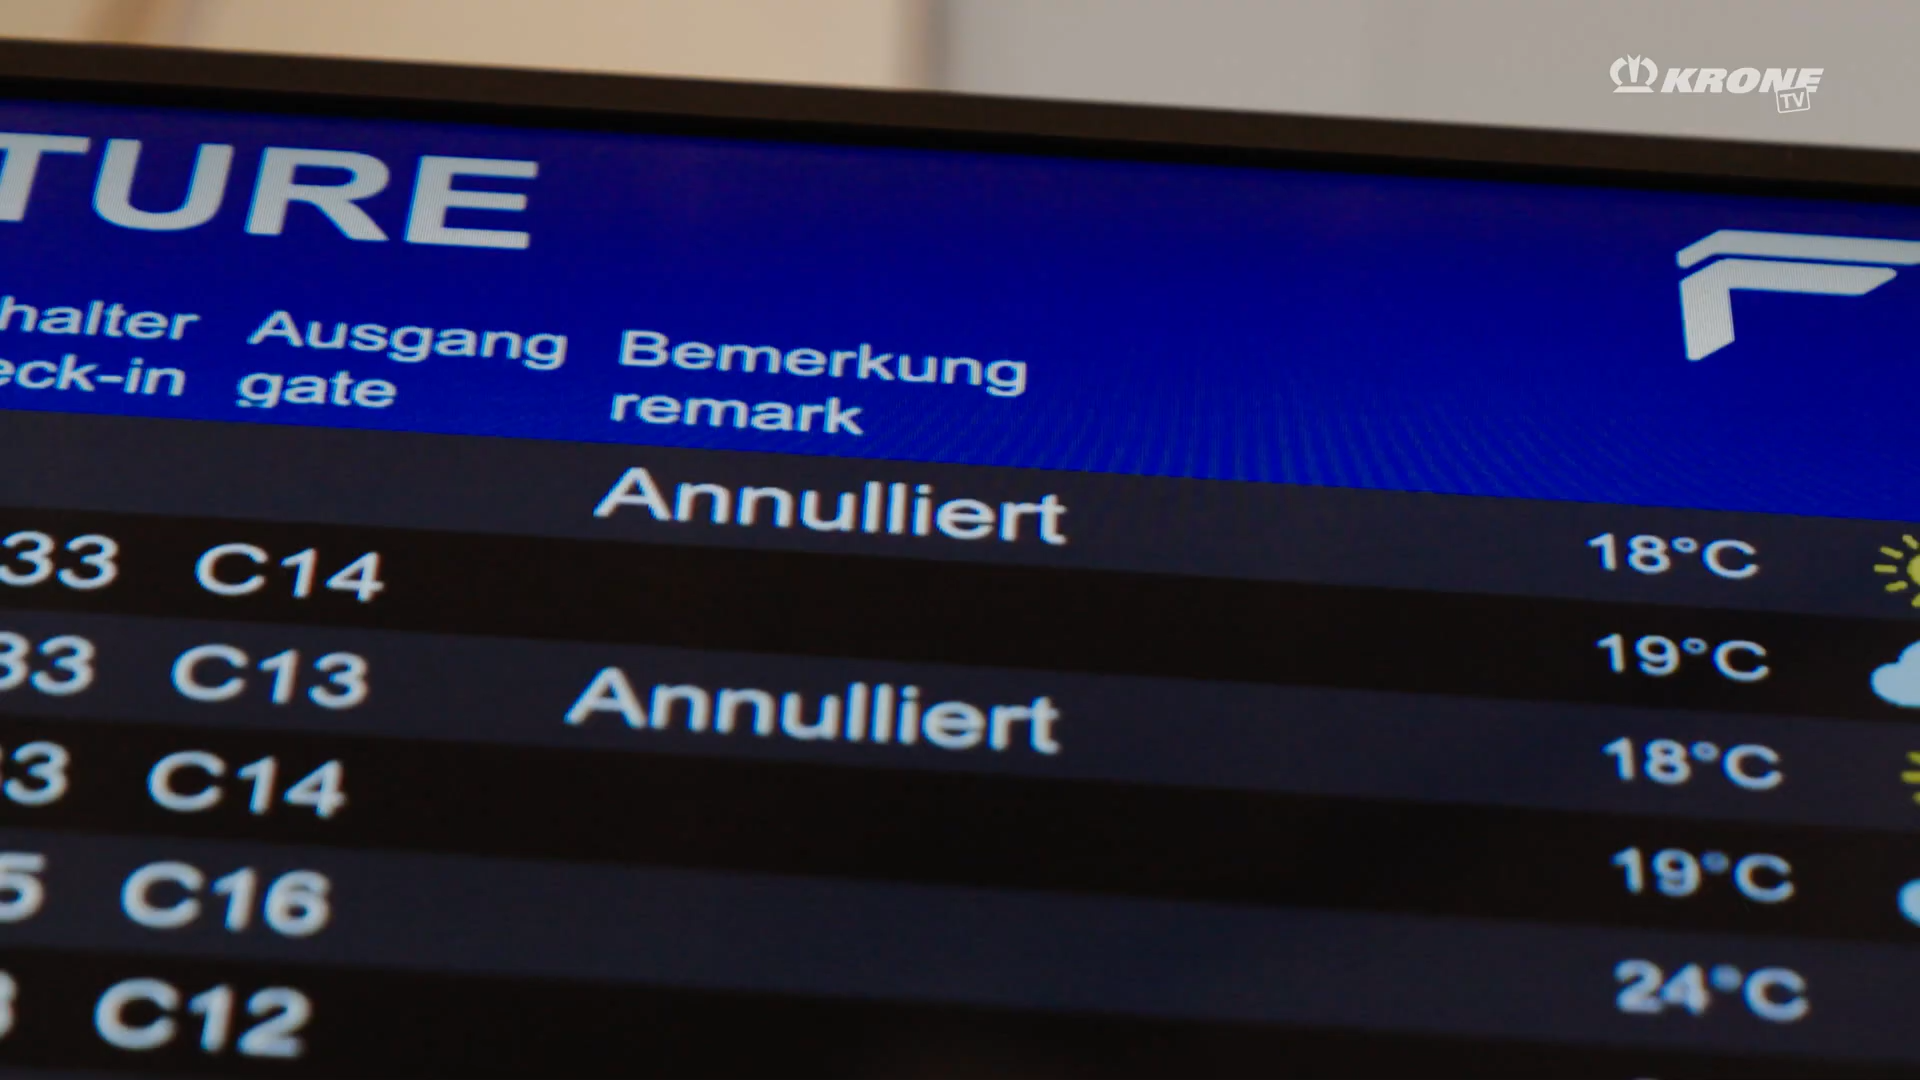 KRONE
TV
TURE
halter Ausgang Bemerkung
eck-in gate remark
Annulliert 18°C
33 C14 19°C
33 C13 Annulliert 18°C
33 C14 19°C
5 C16 24°C
3 C12